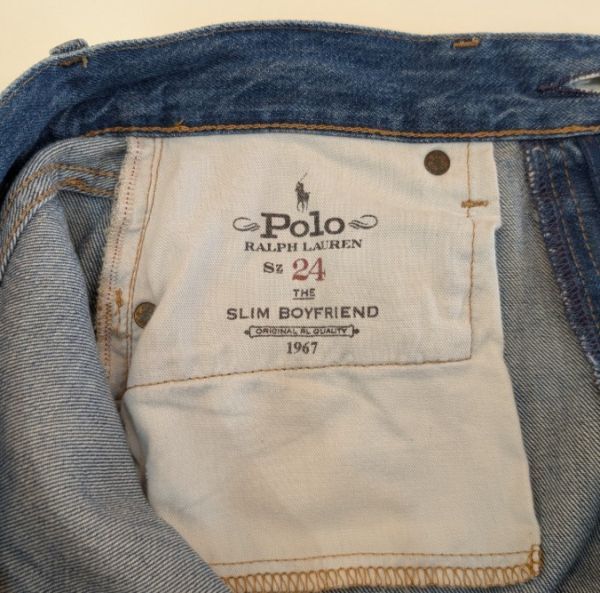 Polo
RALPH LAUREN
Sz 24
THE
SLIM BOYFRIEND
ORIGINAL RL QUALITY
1967